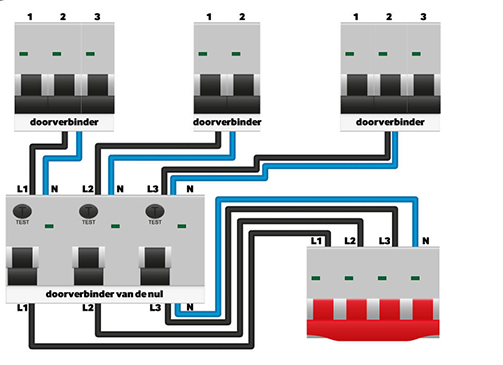 1 2 3
1 2
1 2 3
doorverbinder
doorverbinder
doorverbinder
L1 N L2 N L3 N
TEST
TEST
TEST
doorverbinder van de nul
L1 L2 L3 N
L1 L2 L3 N